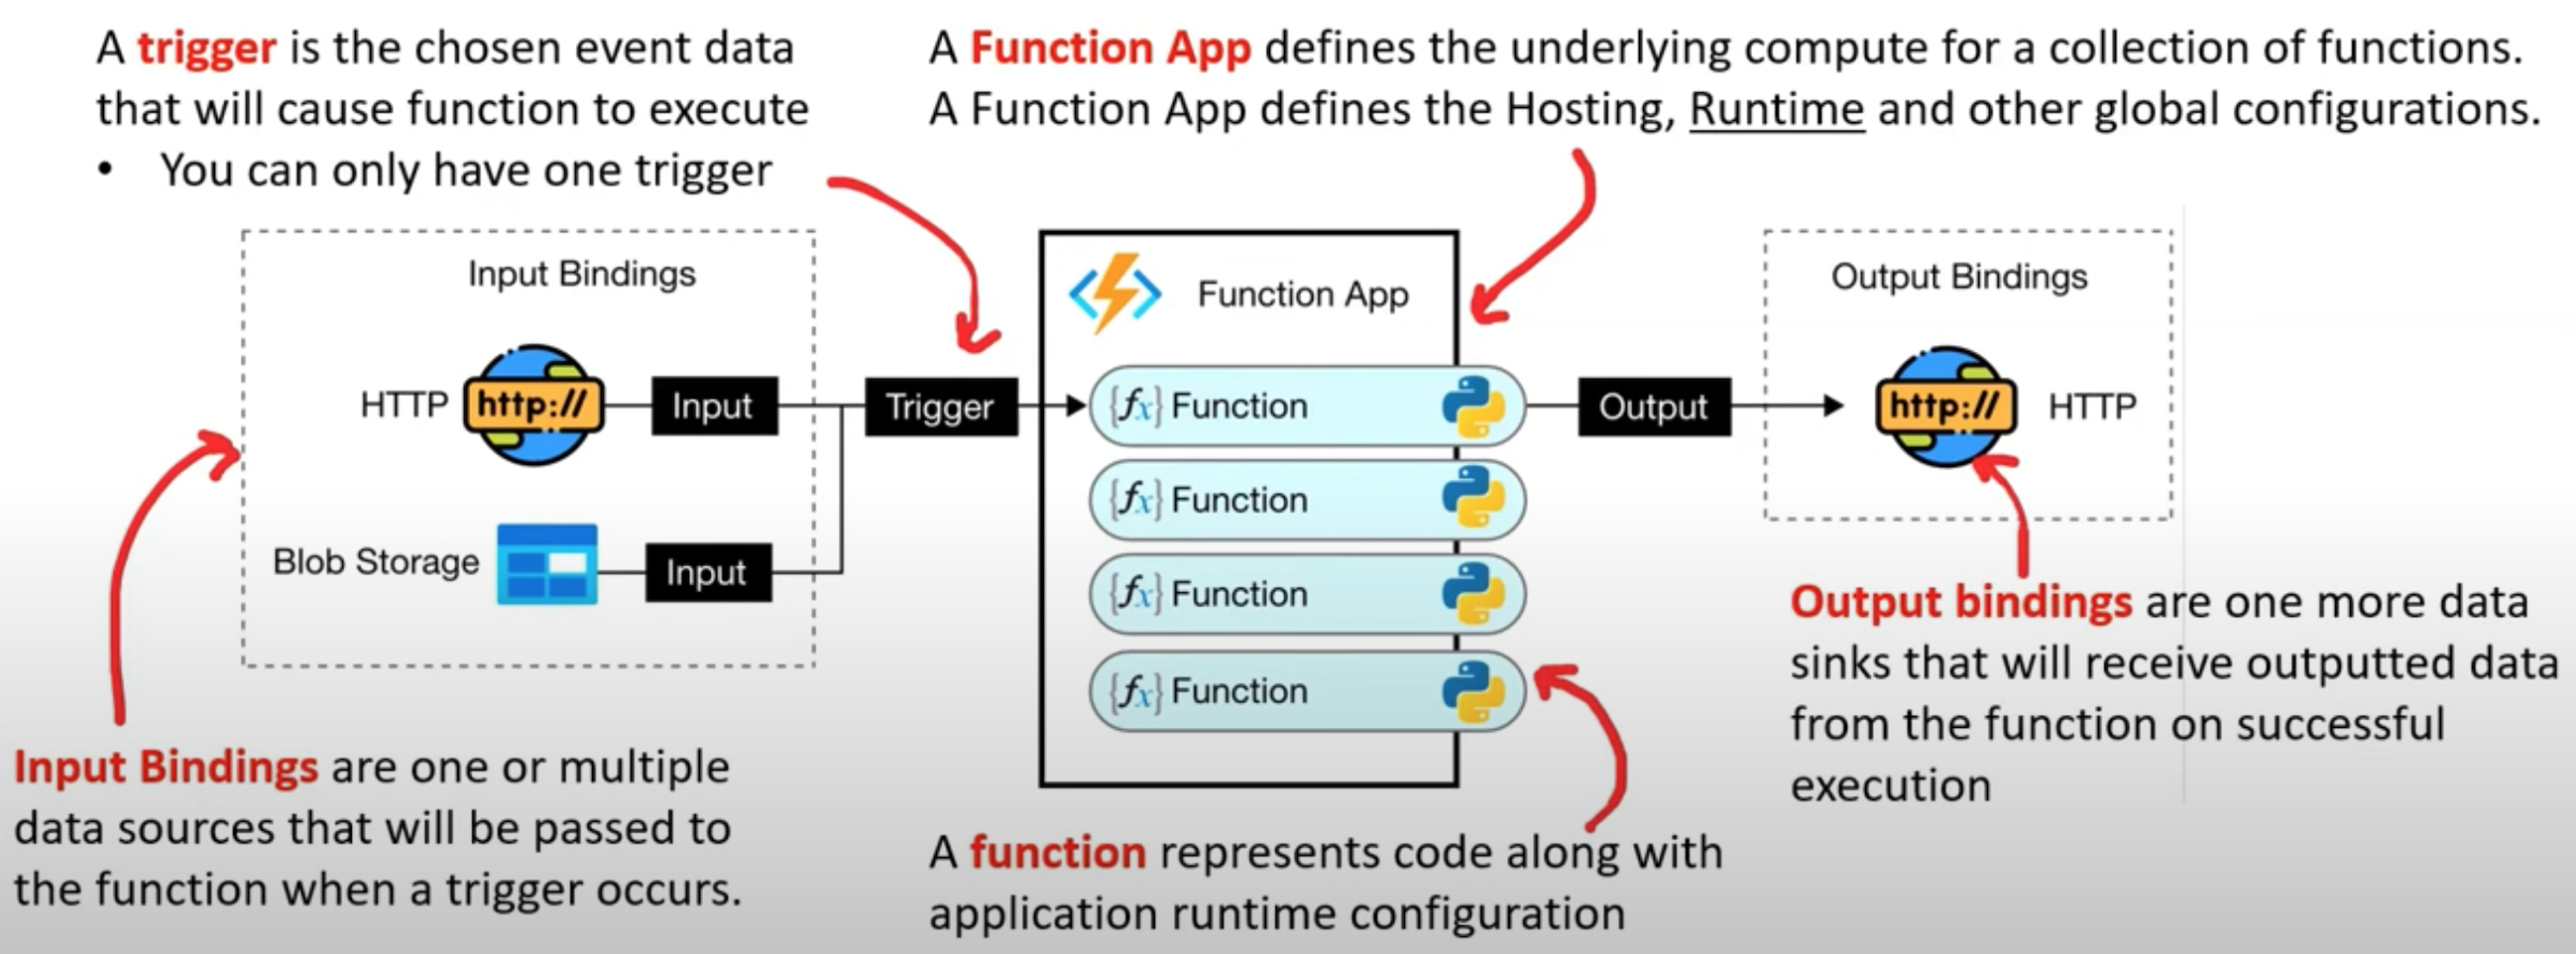 A trigger is the chosen event data
that will cause function to execute
• You can only have one trigger
A Function App defines the underlying compute for a collection of functions.
A Function App defines the Hosting, Runtime and other global configurations.
Input Bindings
HTTP http:// Input
Blob Storage Input
Trigger
Function App
{fx} Function
{fx} Function
{fx} Function
{fx} Function
Output
Output Bindings
http:// HTTP
Input Bindings are one or multiple
data sources that will be passed to
the function when a trigger occurs.
A function represents code along with
application runtime configuration
Output bindings are one more data
sinks that will receive outputted data
from the function on successful
execution